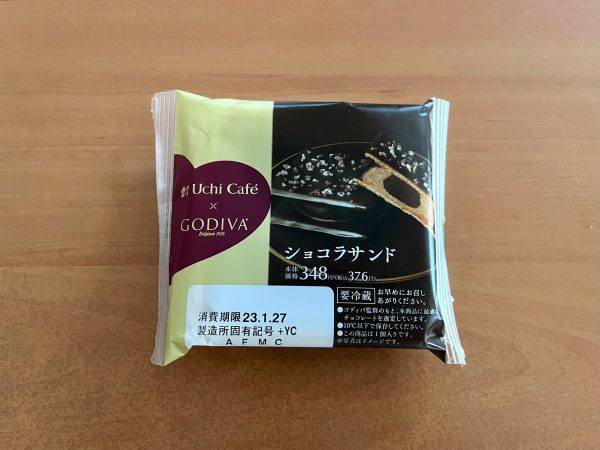 Uchi Café
×
GODIVA
Belgium 1926
ショコラサンド
本体価格348円(税込376円)
要冷蔵 お早めにお召し
あがりください。
●ゴディバ監修のもと、本商品に最適な
チョコレートを選定しています。
●10℃以下で保存してください。
●この商品は1個入りです。
※写真はイメージです。
消費期限23.1.27
製造所固有記号+YC
A F M C